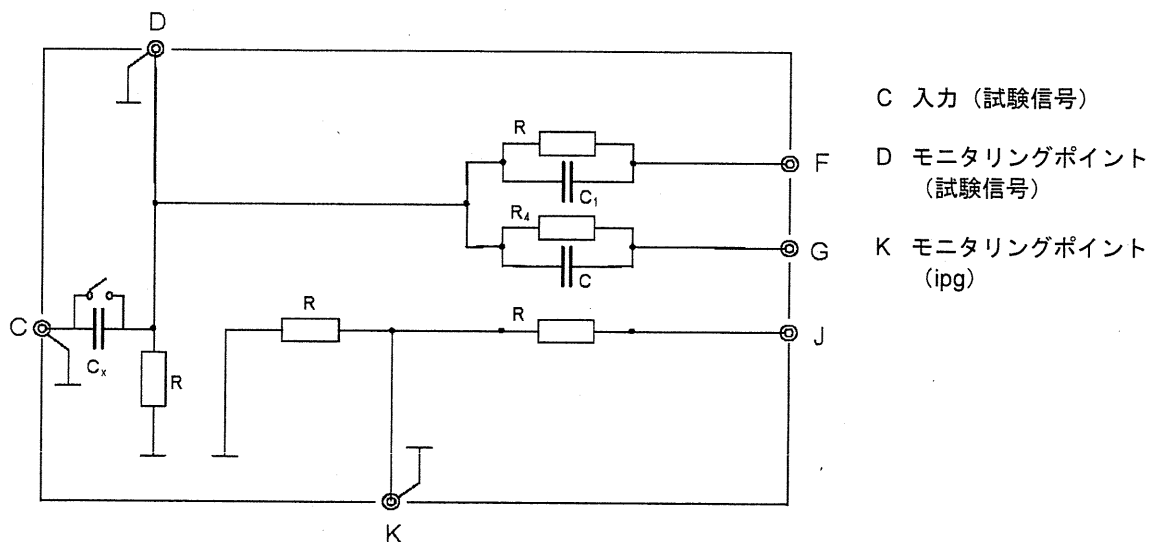 D
C 入力（試験信号）
R
F
D モニタリングポイント
（試験信号）
C₁
R₄
G
K モニタリングポイント
（ipg）
C
R
R
C
J
Cₓ
R
K